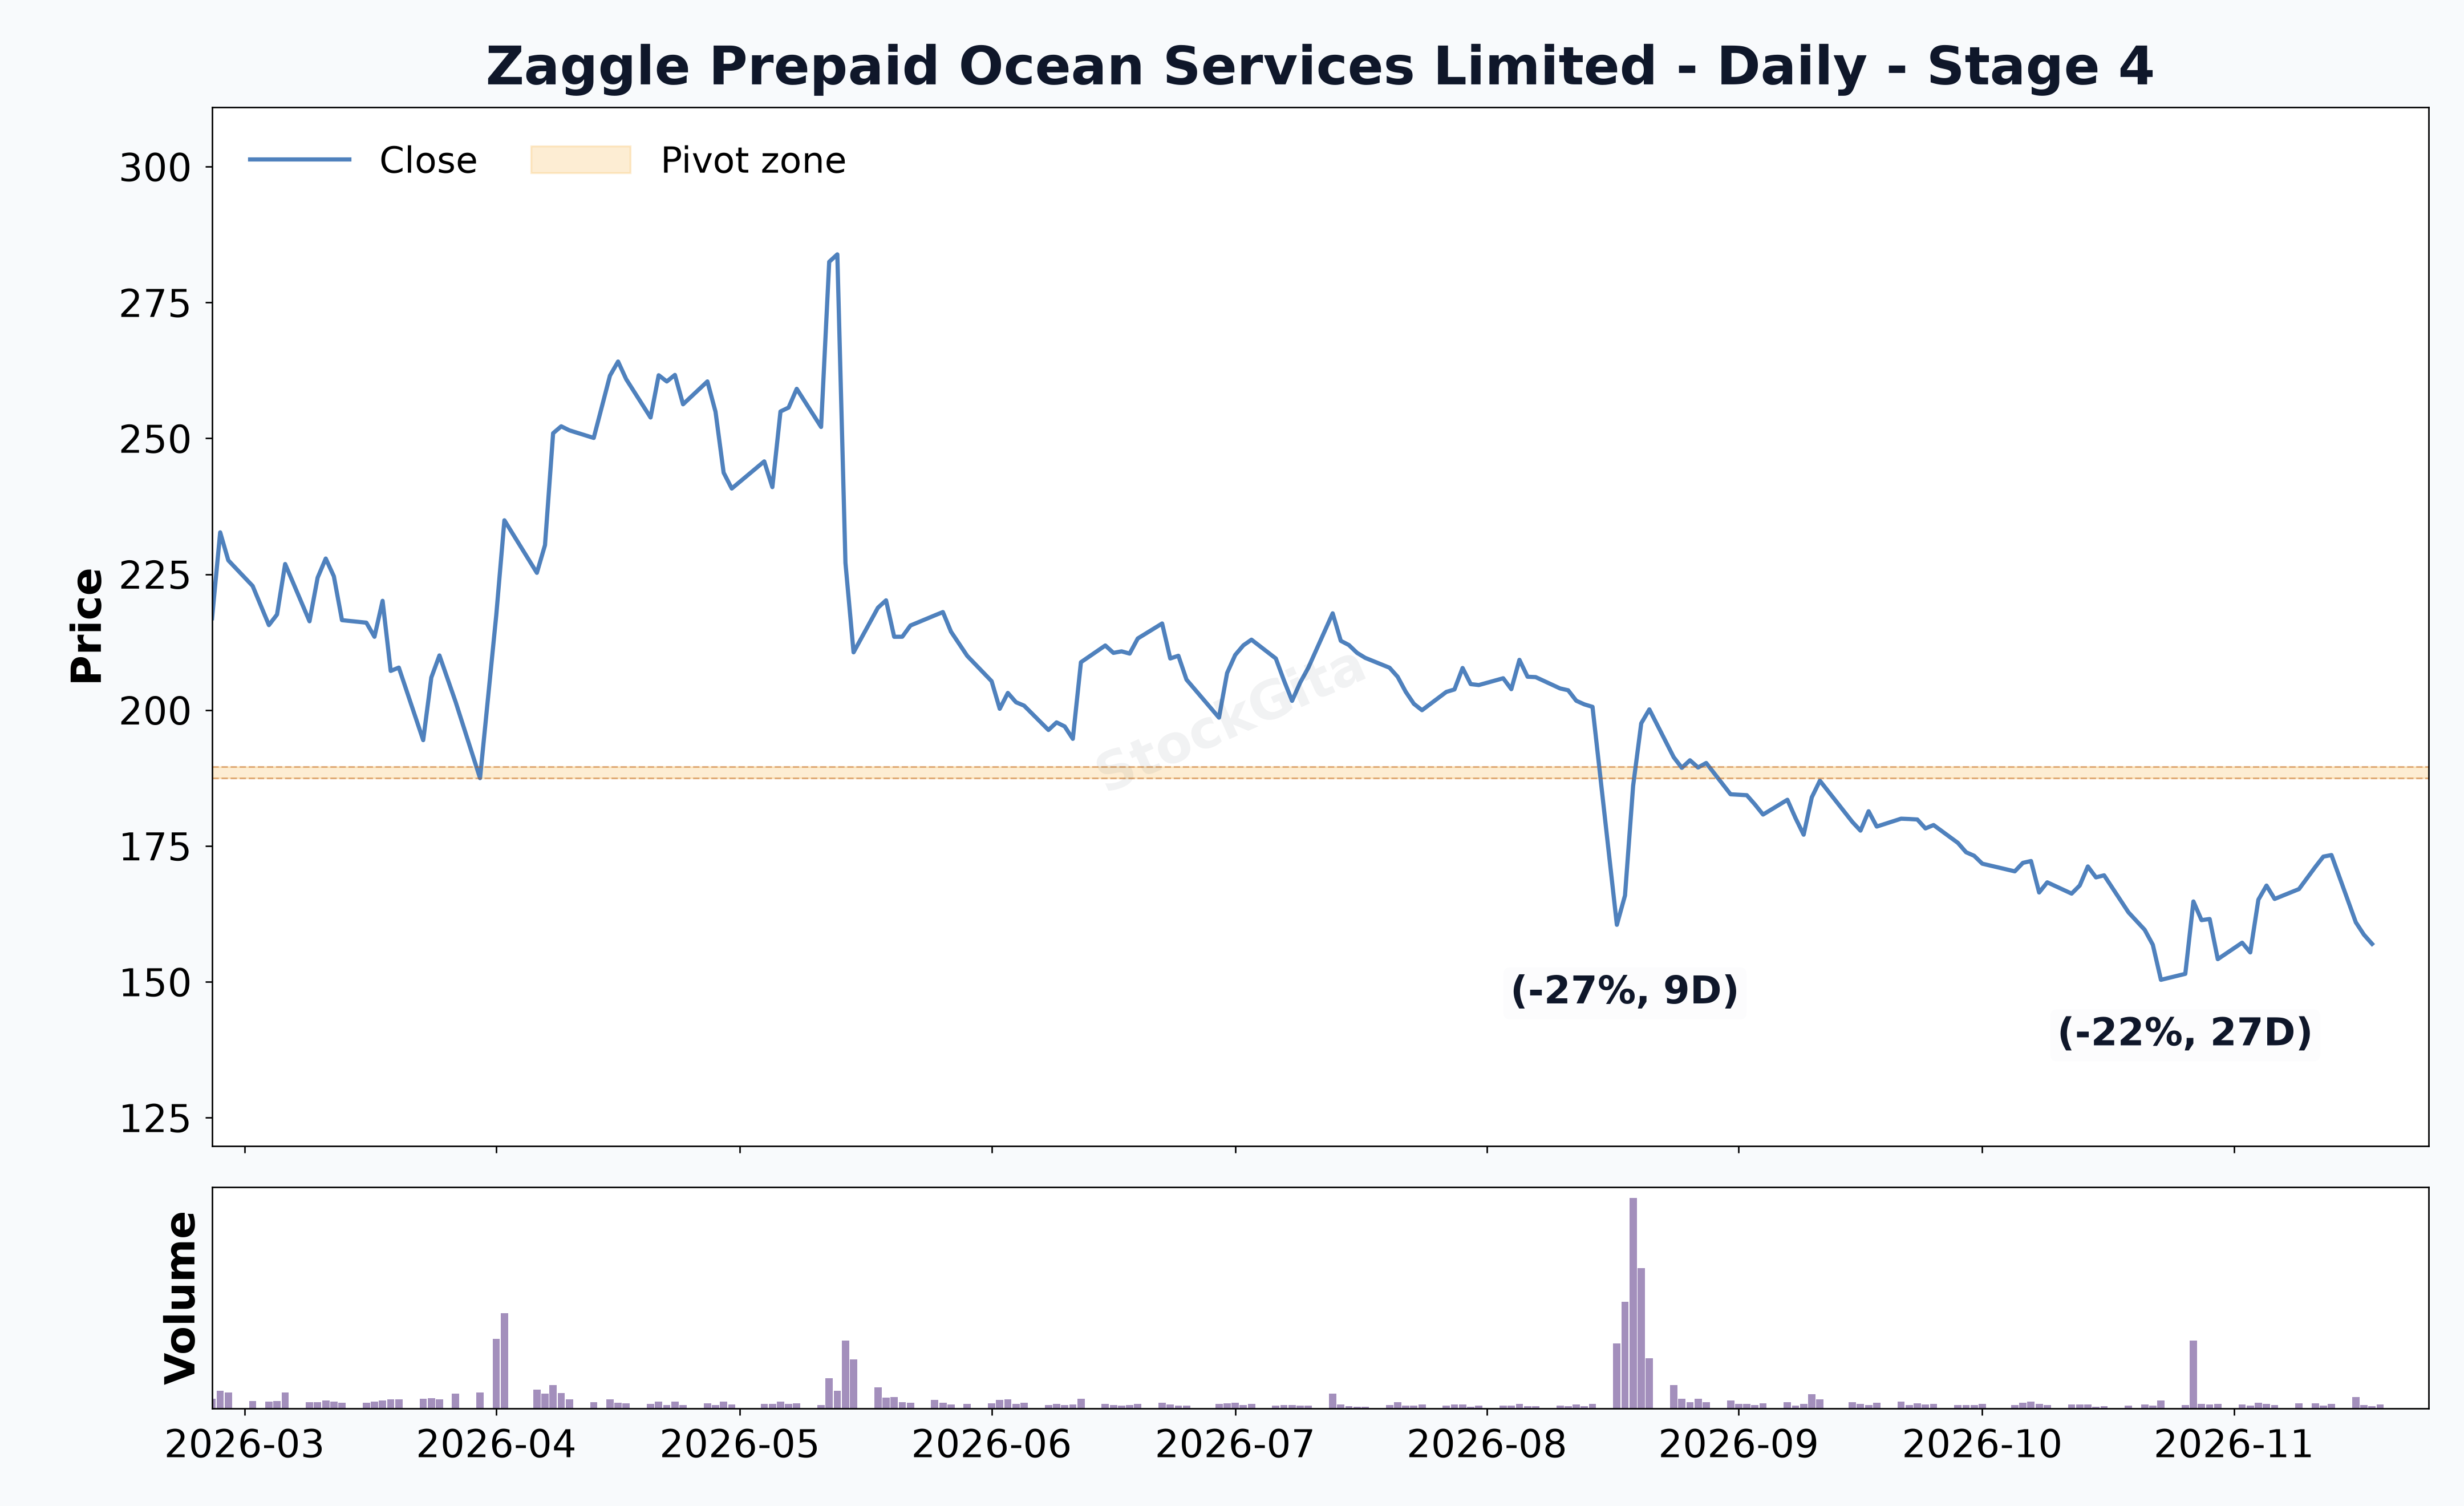 Zaggle Prepaid Ocean Services Limited - Daily - Stage 4
Close
Pivot zone
Price
300
275
250
225
200
175
150
125
StockGita
(-27%, 9D)
(-22%, 27D)
Volume
2026-03
2026-04
2026-05
2026-06
2026-07
2026-08
2026-09
2026-10
2026-11